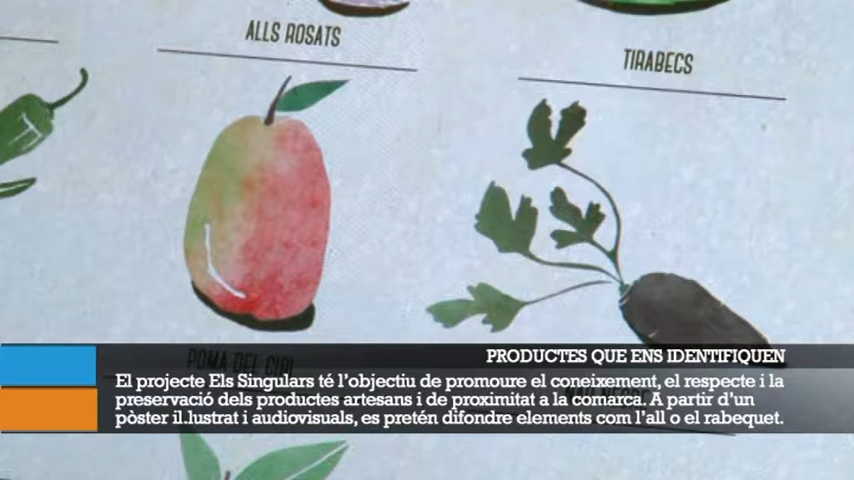 ALLS ROSATS
TIRABECS
POMA DEL CIRI
PRODUCTES QUE ENS IDENTIFIQUEN
El projecte Els Singulars té l'objectiu de promoure el coneixement, el respecte i la
preservació dels productes artesans i de proximitat a la comarca. A partir d'un
pòster il.lustrat i audiovisuals, es pretén difondre elements com l'all o el rabequet.